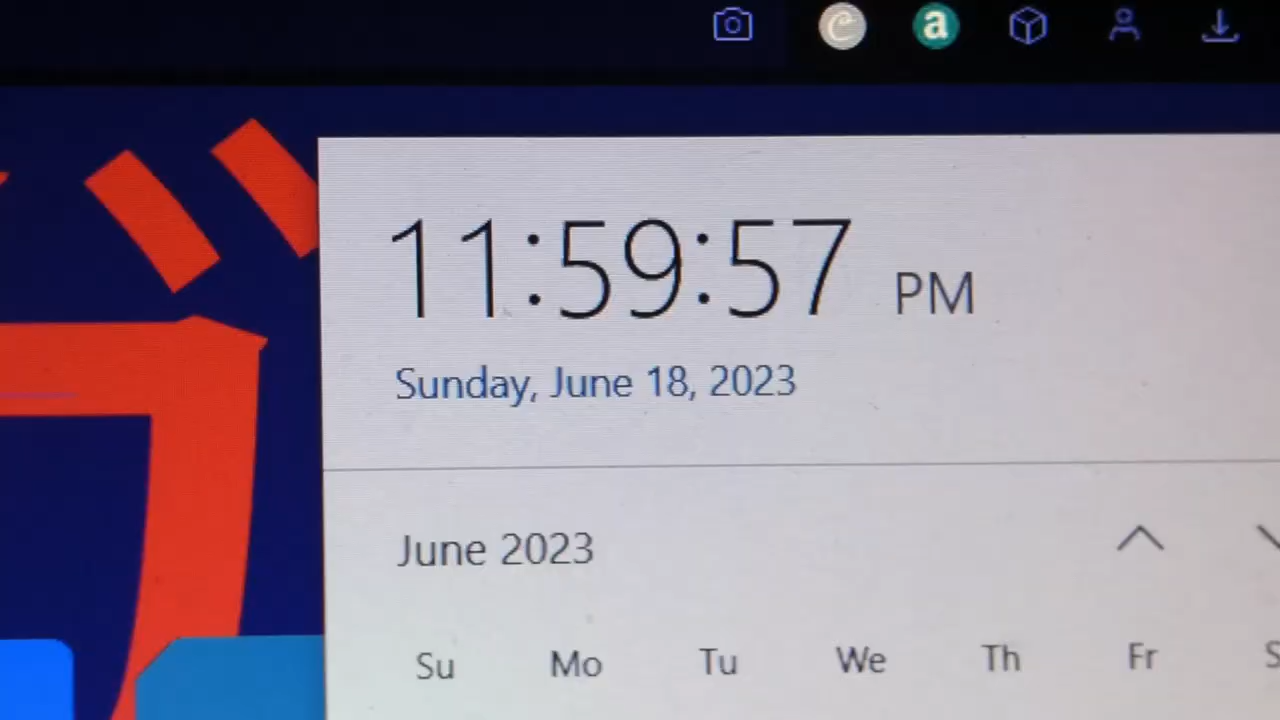 a
11:59:57 PM
Sunday, June 18, 2023
June 2023
Su Mo Tu We Th Fr S